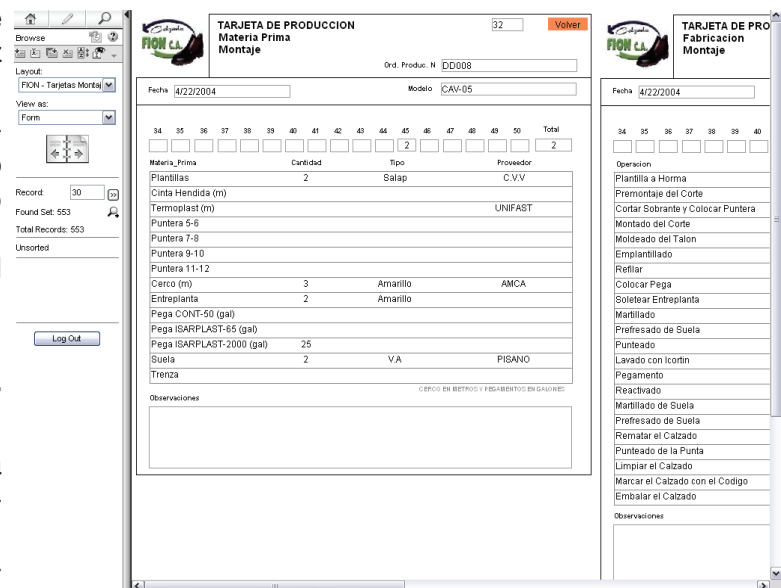 Browse
Layout:
FION - Tarjetas Montaj
View as:
Form
Record: 30
Found Set: 553
Total Records: 553
Unsorted
Log Out
Calzado
FION C.A.
TARJETA DE PRODUCCION
Materia Prima
Montaje
32
Volver
Ord. Produc. N DD008
Fecha 4/22/2004
Modelo CAV-05
34 35 36 37 38 39 40 41 42 43 44 45 46 47 48 49 50 Total
2 2
Materia_Prima Cantidad Tipo Proveedor
Plantillas 2 Salap C.V.V
Cinta Hendida (m)
Termoplast (m) UNIFAST
Puntera 5-6
Puntera 7-8
Puntera 9-10
Puntera 11-12
Cerco (m) 3 Amarillo AMCA
Entreplanta 2 Amarillo
Pega CONT-50 (gal)
Pega ISARPLAST-65 (gal)
Pega ISARPLAST-2000 (gal) 25
Suela 2 V.A PISANO
Trenza
CERCO EN METROS Y PEGAMENTOS EN GALONES
Observaciones
Calzado
FION C.A.
TARJETA DE PRO
Fabricacion
Montaje
Fecha 4/22/2004
34 35 36 37 38 39 40
Operacion
Plantilla a Horma
Premontaje del Corte
Cortar Sobrante y Colocar Puntera
Montado del Corte
Moldeado del Talon
Emplantillado
Refilar
Colocar Pega
Soletear Entreplanta
Martillado
Prefresado de Suela
Punteado
Lavado con Icortin
Pegamento
Reactivado
Martillado de Suela
Prefresado de Suela
Rematar el Calzado
Punteado de la Punta
Limpiar el Calzado
Marcar el Calzado con el Codigo
Embalar el Calzado
Observaciones